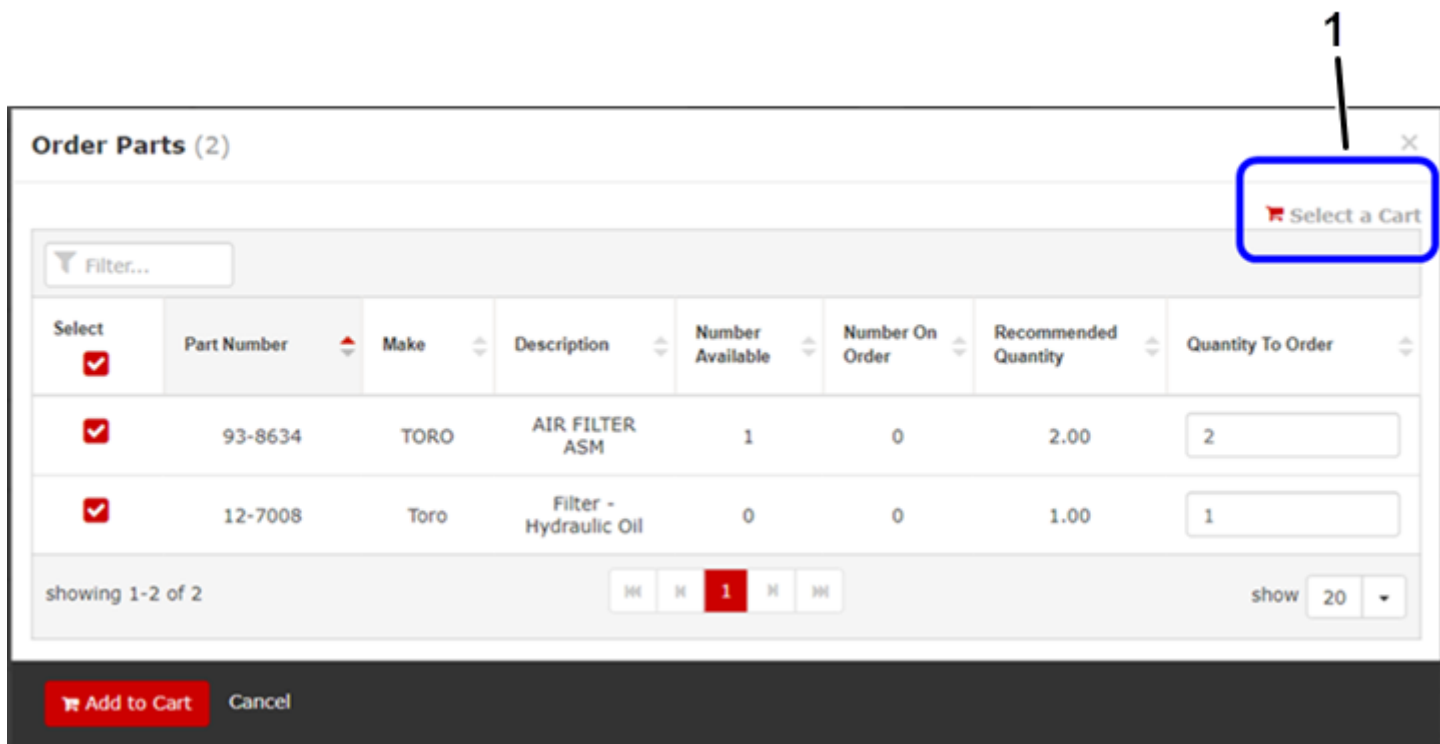 1
Order Parts (2)
Select a Cart
Filter...
Select
Part Number
Make
Description
Number
Available
Number On
Order
Recommended
Quantity
Quantity To Order
93-8634
TORO
AIR FILTER
ASM
1
0
2.00
2
12-7008
Toro
Filter -
Hydraulic Oil
0
0
1.00
1
showing 1-2 of 2
1
show 20
Add to Cart
Cancel